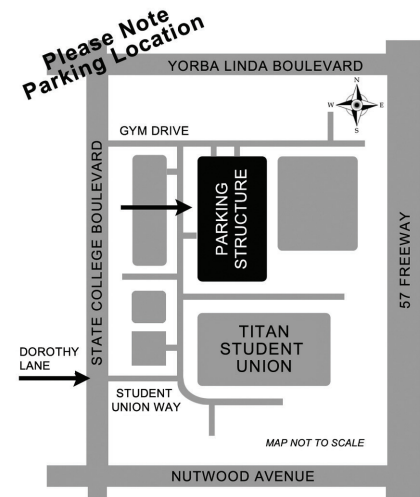 Please Note
Parking Location
YORBA LINDA BOULEVARD
N
W
E
S
GYM DRIVE
STATE COLLEGE BOULEVARD
PARKING
STRUCTURE
57 FREEWAY
TITAN
STUDENT
UNION
DOROTHY
LANE
STUDENT
UNION WAY
MAP NOT TO SCALE
NUTWOOD AVENUE